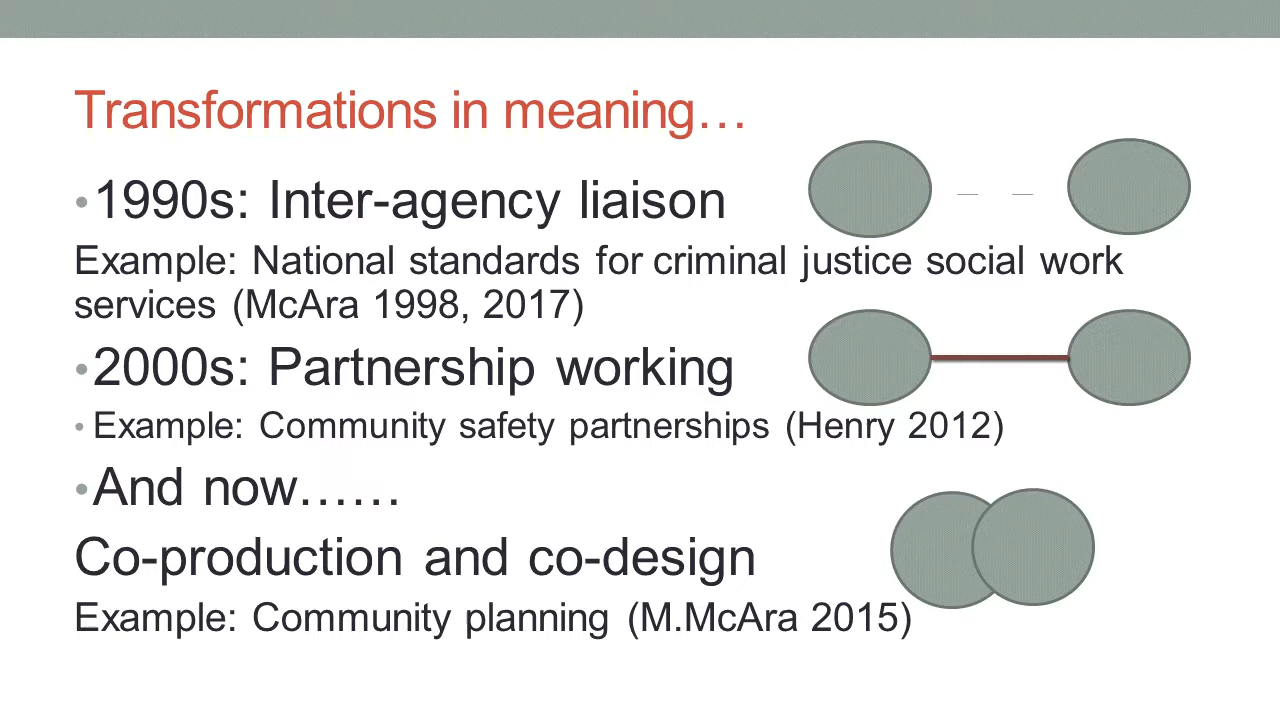 Transformations in meaning…
•1990s: Inter-agency liaison
Example: National standards for criminal justice social work
services (McAra 1998, 2017)
•2000s: Partnership working
• Example: Community safety partnerships (Henry 2012)
•And now……
Co-production and co-design
Example: Community planning (M.McAra 2015)